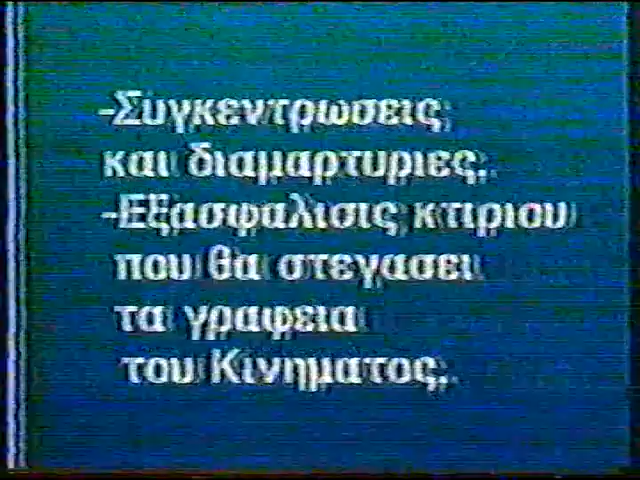 -Συγκεντρωσεις
και διαμαρτυριες.
-Εξασφαλισις κτιριου
που θα στεγασει
τα γραφεια
του Κινηματος.